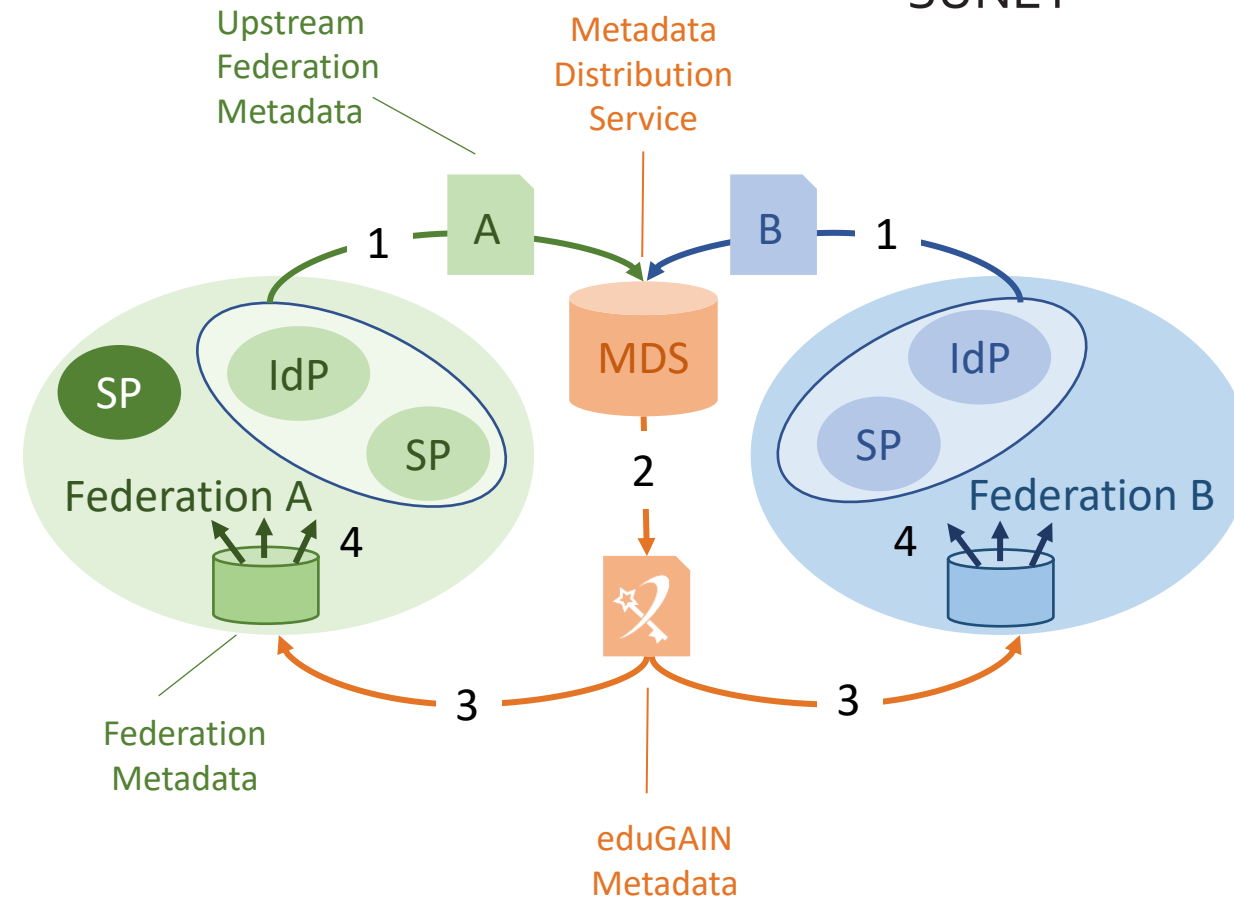 Upstream
Federation
Metadata
Metadata
Distribution
Service
A
B
1
1
MDS
IdP
SP
SP
Federation A
4
IdP
SP
Federation B
4
2
3
3
Federation
Metadata
eduGAIN
Metadata